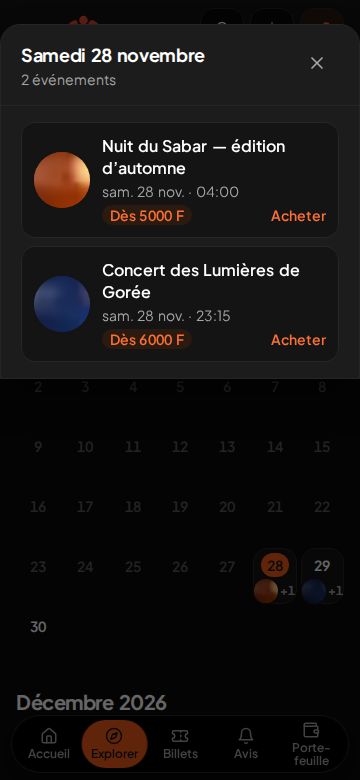 Samedi 28 novembre
2 événements
Nuit du Sabar — édition
d’automne
sam. 28 nov. · 04:00
Dès 5000 F
Acheter
Concert des Lumières de
Gorée
sam. 28 nov. · 23:15
Dès 6000 F
Acheter
2 3 4 5 6 7 8
9 10 11 12 13 14 15
16 17 18 19 20 21 22
23 24 25 26 27 28 29
+1 +1
30
Décembre 2026
Accueil Explorer Billets Avis Porte-
feuille